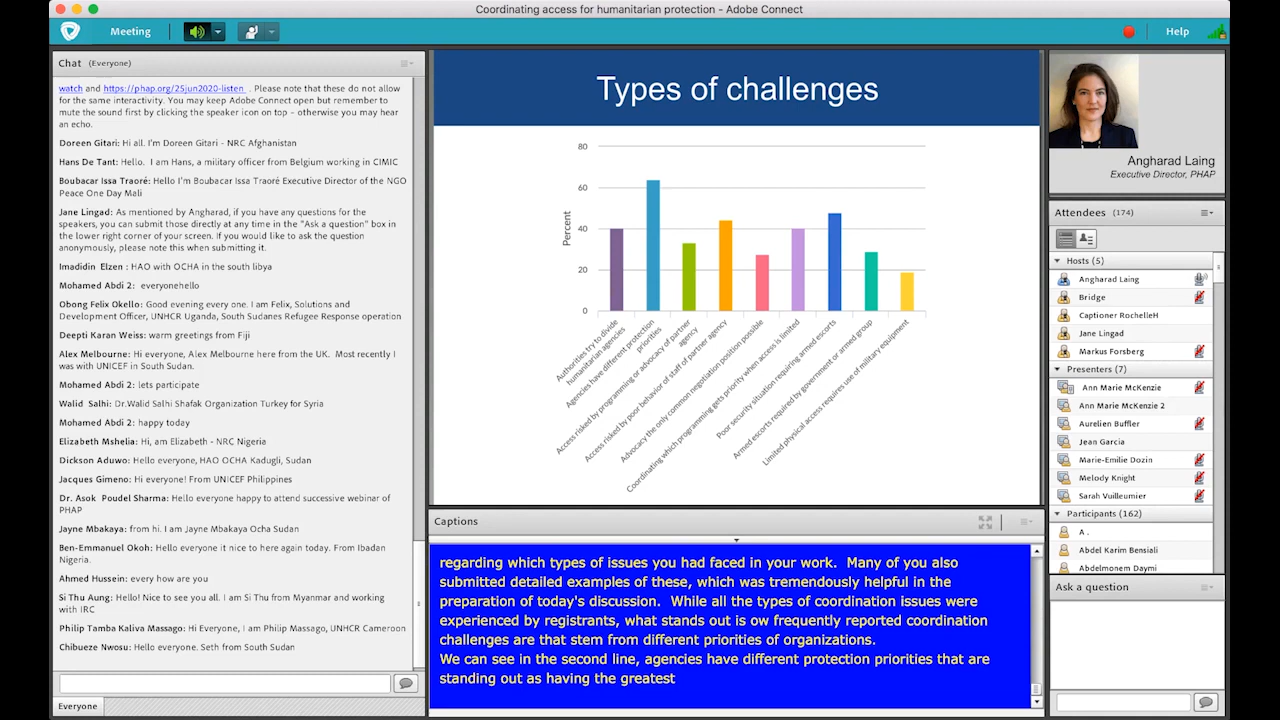 Coordinating access for humanitarian protection - Adobe Connect
Meeting
Help
Chat (Everyone)
watch and https://phap.org/25jun2020-listen . Please note that these do not allow
for the same interactivity. You may keep Adobe Connect open but remember to
mute the sound first by clicking the speaker icon on top – otherwise you may hear
an echo.
Doreen Gitari: Hi all. I'm Doreen Gitari - NRC Afghanistan
Hans De Tant: Hello. I am Hans, a military officer from Belgium working in CIMIC
Boubacar Issa Traoré: Hello I'm Boubacar Issa Traoré Executive Director of the NGO
Peace One Day Mali
Jane Lingad: As mentioned by Angharad, if you have any questions for the
speakers, you can submit those directly at any time in the "Ask a question" box in
the lower right corner of your screen. If you would like to ask the question
anonymously, please note this when submitting it.
Imadidin Elzen : HAO with OCHA in the south libya
Mohamed Abdi 2: everyonehello
Obong Felix Okello: Good evening every one. I am Felix, Solutions and
Development Officer, UNHCR Uganda, South Sudanes Refugee Response operation
Deepti Karan Weiss: warm greetings from Fiji
Alex Melbourne: Hi everyone, Alex Melbourne here from the UK. Most recently I
was with UNICEF in South Sudan.
Mohamed Abdi 2: lets participate
Walid Salhi: Dr.Walid Salhi Shafak Organization Turkey for Syria
Mohamed Abdi 2: happy today
Elizabeth Mshelia: Hi, am Elizabeth - NRC Nigeria
Dickson Aduwo: Hello everyone, HAO OCHA Kadugli, Sudan
Jacques Gimeno: Hi everyone! From UNICEF Philippines
Dr. Asok Poudel Sharma: Hello everyone happy to attend successive webinar of
PHAP
Jayne Mbakaya: from hi. I am Jayne Mbakaya Ocha Sudan
Ben-Emmanuel Okoh: Hello everyone it nice to here again today. From Ibadan
Nigeria.
Ahmed Hussein: every how are you
Si Thu Aung: Hello! Nice to see you all. I am Si Thu from Myanmar and working
with IRC
Philip Tamba Kaliva Massago: Hi Everyone, I am Philip Massago, UNHCR Cameroon
Chibueze Nwosu: Hello everyone. Seth from South Sudan
Everyone
Types of challenges
80
60
40
20
0
Percent
Authorities try to divide
humanitarian agencies
Agencies have different protection
priorities
Access risked by programming or advocacy of partner
agency
Access risked by poor behavior of staff of partner agency
Advocacy the only common negotiation position possible
Coordinating which programming gets priority when access is limited
Poor security situation requiring armed escorts
Armed escorts required by government or armed group
Limited physical access requires use of military equipment
Captions
regarding which types of issues you had faced in your work. Many of you also
submitted detailed examples of these, which was tremendously helpful in the
preparation of today's discussion. While all the types of coordination issues were
experienced by registrants, what stands out is ow frequently reported coordination
challenges are that stem from different priorities of organizations.
We can see in the second line, agencies have different protection priorities that are
standing out as having the greatest
Angharad Laing
Executive Director, PHAP
Attendees (174)
Hosts (5)
Angharad Laing
Bridge
Captioner RochelleH
Jane Lingad
Markus Forsberg
Presenters (7)
Ann Marie McKenzie
Ann Marie McKenzie 2
Aurelien Buffler
Jean Garcia
Marie-Emilie Dozin
Melody Knight
Sarah Vuilleumier
Participants (162)
A .
Abdel Karim Bensiali
Abdelmonem Daymi
Ask a question